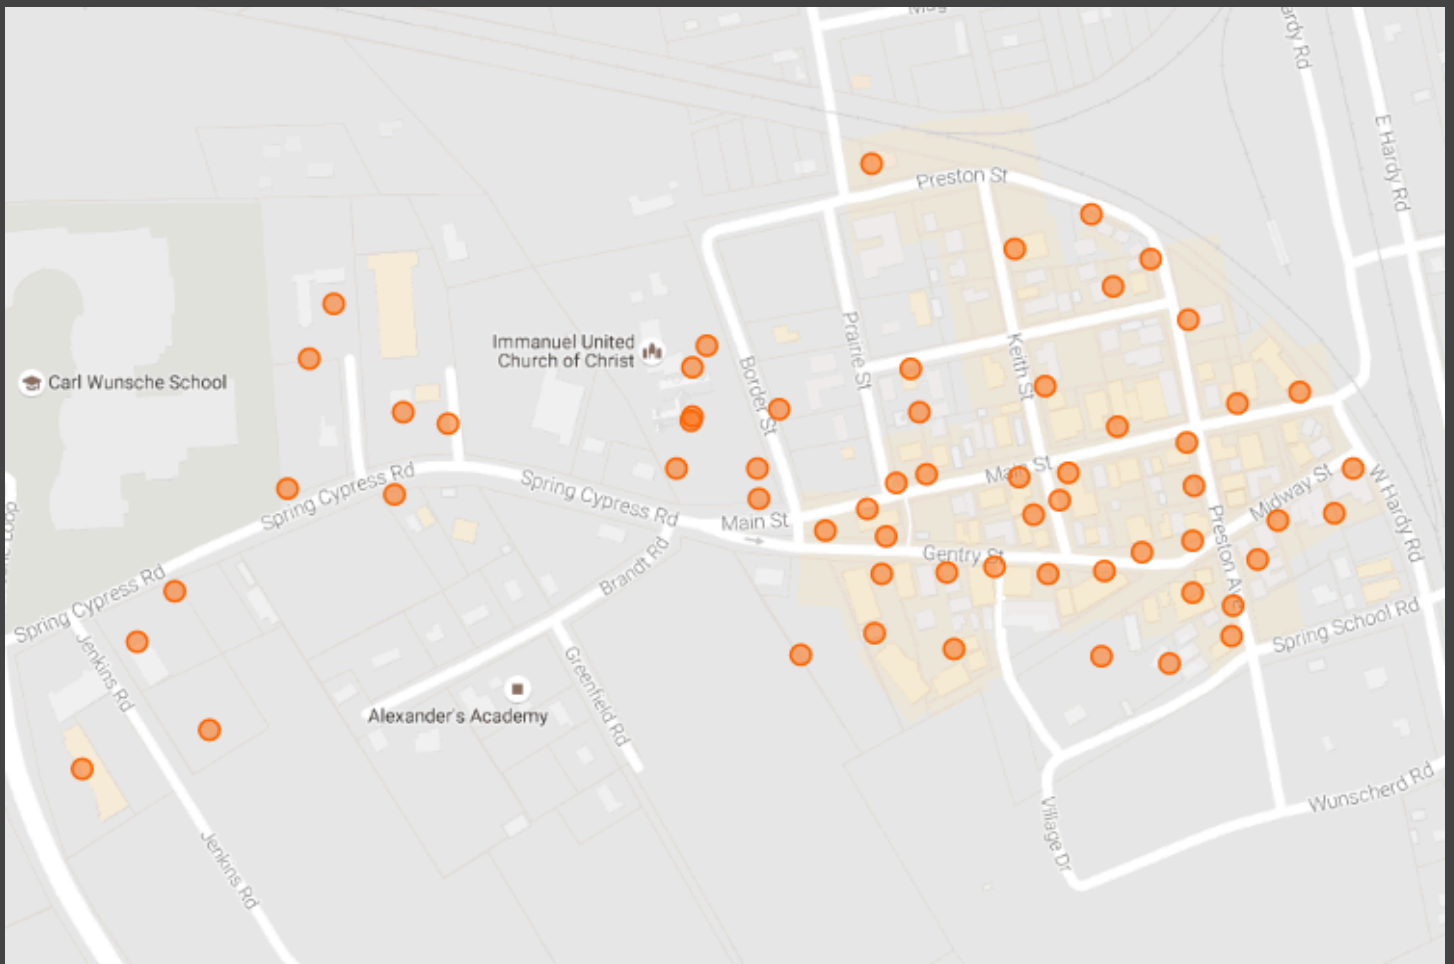 ardy Rd
E Hardy Rd
Preston St
Immanuel United
Church of Christ
Prairie St
Keith St
Border St
Carl Wunsche School
Spring Cypress Rd
Spring Cypress Rd
Main St
Main St
Midway St
W Hardy Rd
Preston Ave
Gentry St
Brandt Rd
Spring Cypress Rd
Jenkins Rd
Spring School Rd
Greenfield Rd
Alexander's Academy
Village Dr
Wunscherd Rd
Jenkins Rd